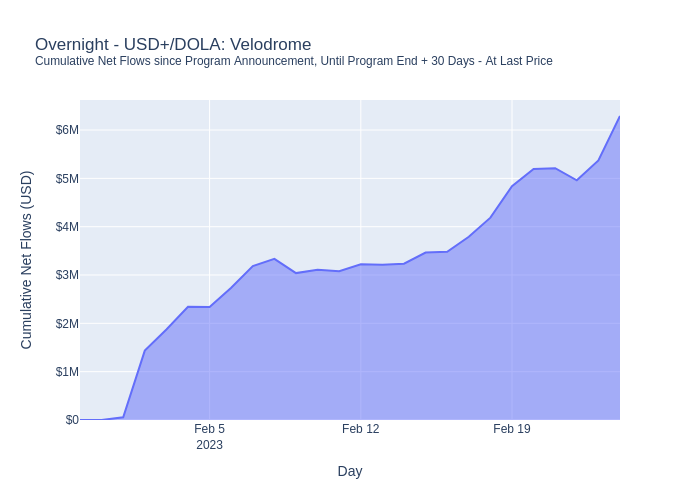 Overnight - USD+/DOLA: Velodrome
Cumulative Net Flows since Program Announcement, Until Program End + 30 Days - At Last Price
Cumulative Net Flows (USD)
$6M
$5M
$4M
$3M
$2M
$1M
$0
Feb 5
2023
Feb 12
Feb 19
Day